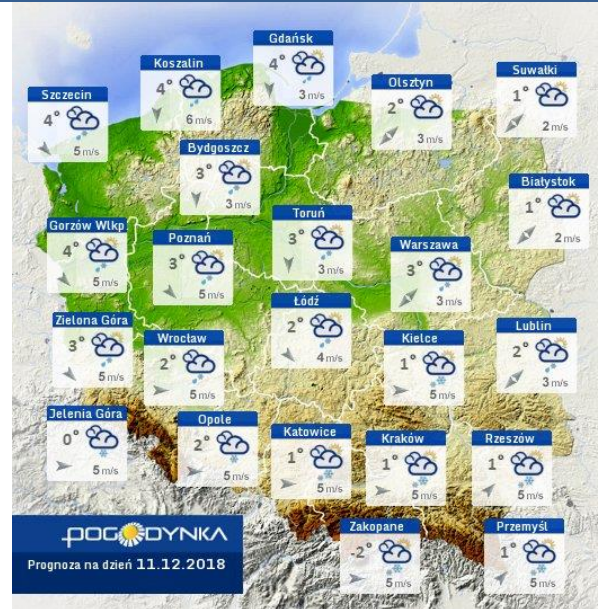 Gdańsk
4°
3 m/s
Koszalin
4°
6 m/s
Suwałki
1°
2 m/s
Olsztyn
2°
3 m/s
Szczecin
4°
5 m/s
Bydgoszcz
3°
3 m/s
Białystok
1°
2 m/s
Toruń
3°
3 m/s
Gorzów Wlkp
4°
5 m/s
Poznań
3°
5 m/s
Warszawa
3°
3 m/s
Łódź
2°
4 m/s
Zielona Góra
3°
5 m/s
Wrocław
2°
5 m/s
Kielce
1°
5 m/s
Lublin
2°
3 m/s
Jelenia Góra
0°
5 m/s
Opole
2°
5 m/s
Katowice
1°
5 m/s
Kraków
1°
5 m/s
Rzeszów
1°
5 m/s
Zakopane
-2°
5 m/s
Przemyśl
1°
5 m/s
POGODYNKA
Prognoza na dzień 11.12.2018